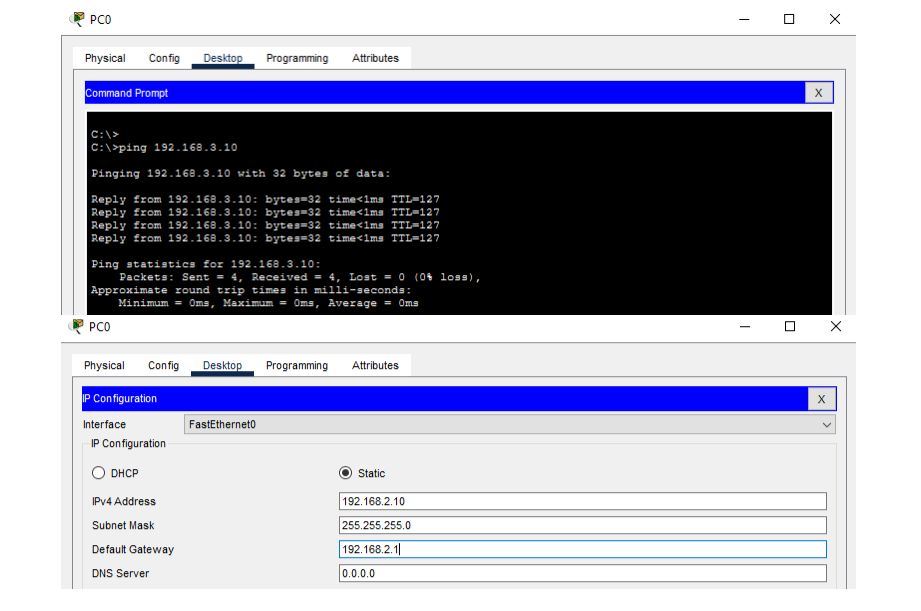 PC0
Physical Config Desktop Programming Attributes
Command Prompt X
C:\>
C:\>ping 192.168.3.10
Pinging 192.168.3.10 with 32 bytes of data:
Reply from 192.168.3.10: bytes=32 time<1ms TTL=127
Reply from 192.168.3.10: bytes=32 time<1ms TTL=127
Reply from 192.168.3.10: bytes=32 time<1ms TTL=127
Reply from 192.168.3.10: bytes=32 time<1ms TTL=127
Ping statistics for 192.168.3.10:
Packets: Sent = 4, Received = 4, Lost = 0 (0% loss),
Approximate round trip times in milli-seconds:
Minimum = 0ms, Maximum = 0ms, Average = 0ms
PC0
Physical Config Desktop Programming Attributes
IP Configuration X
Interface FastEthernet0
IP Configuration
DHCP Static
IPv4 Address 192.168.2.10
Subnet Mask 255.255.255.0
Default Gateway 192.168.2.1
DNS Server 0.0.0.0